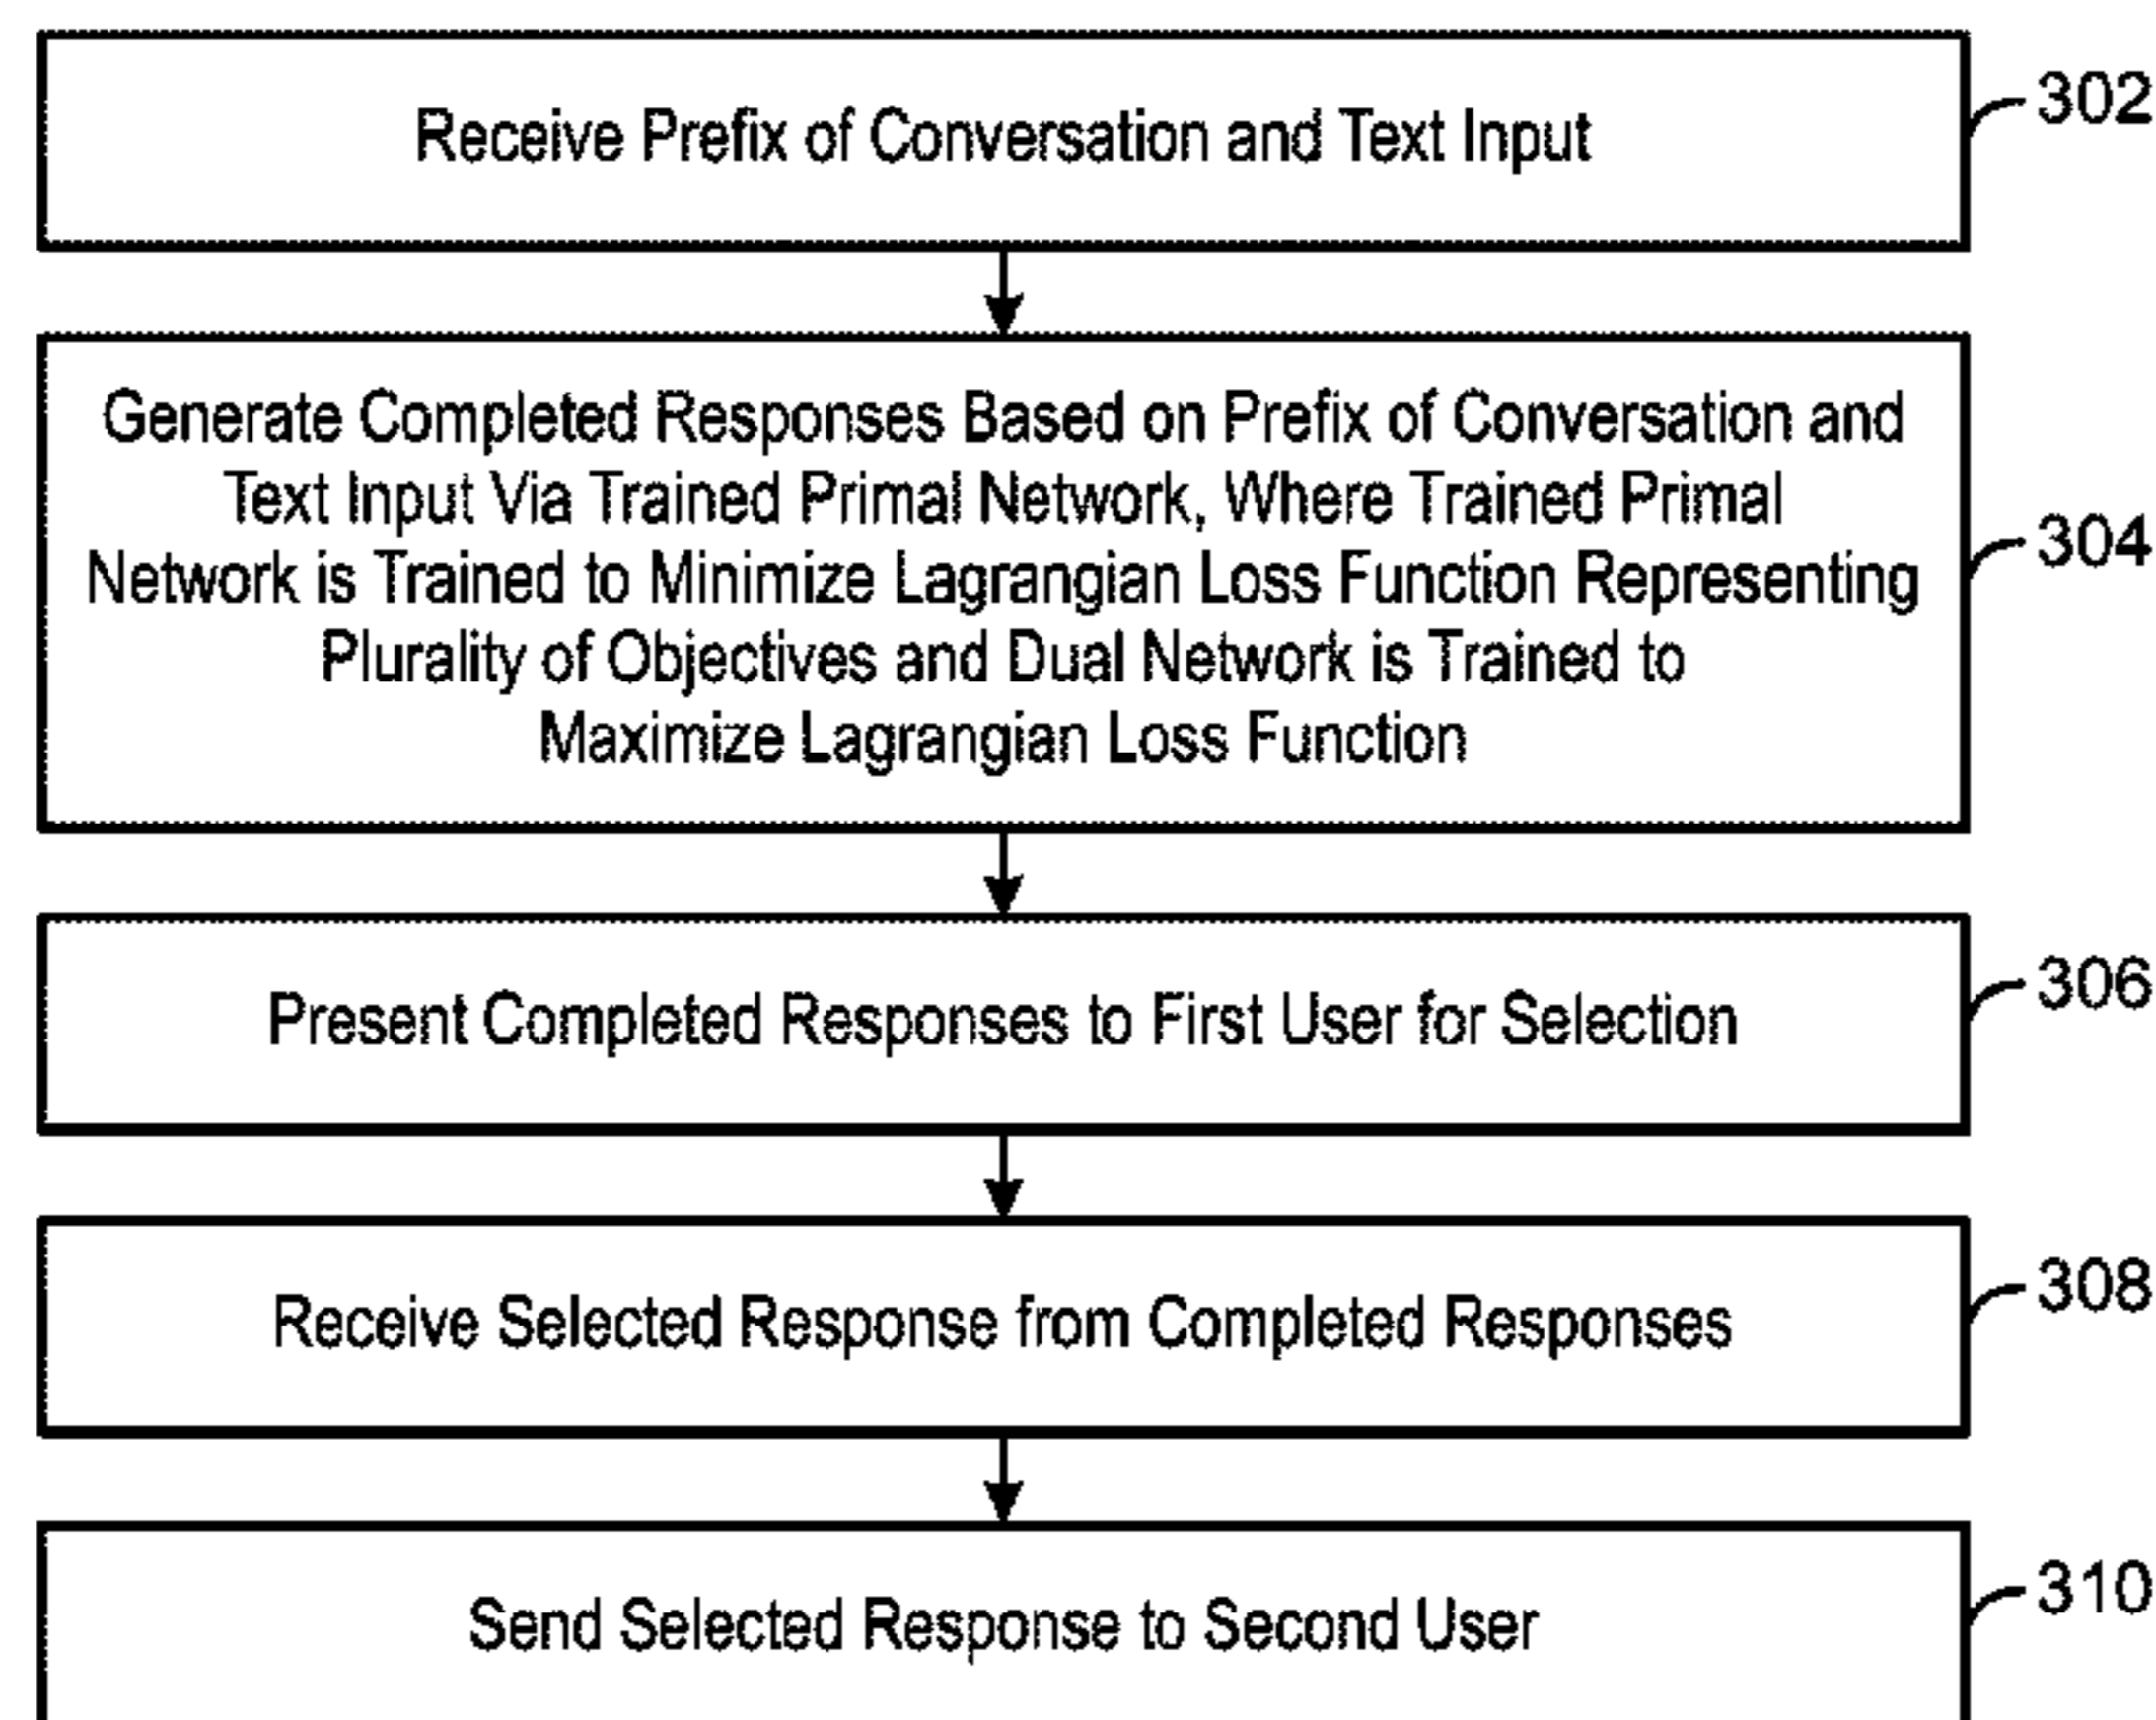 Receive Prefix of Conversation and Text Input
302
Generate Completed Responses Based on Prefix of Conversation and
Text Input Via Trained Primal Network, Where Trained Primal
Network is Trained to Minimize Lagrangian Loss Function Representing
Plurality of Objectives and Dual Network is Trained to
Maximize Lagrangian Loss Function
304
Present Completed Responses to First User for Selection
306
Receive Selected Response from Completed Responses
308
Send Selected Response to Second User
310